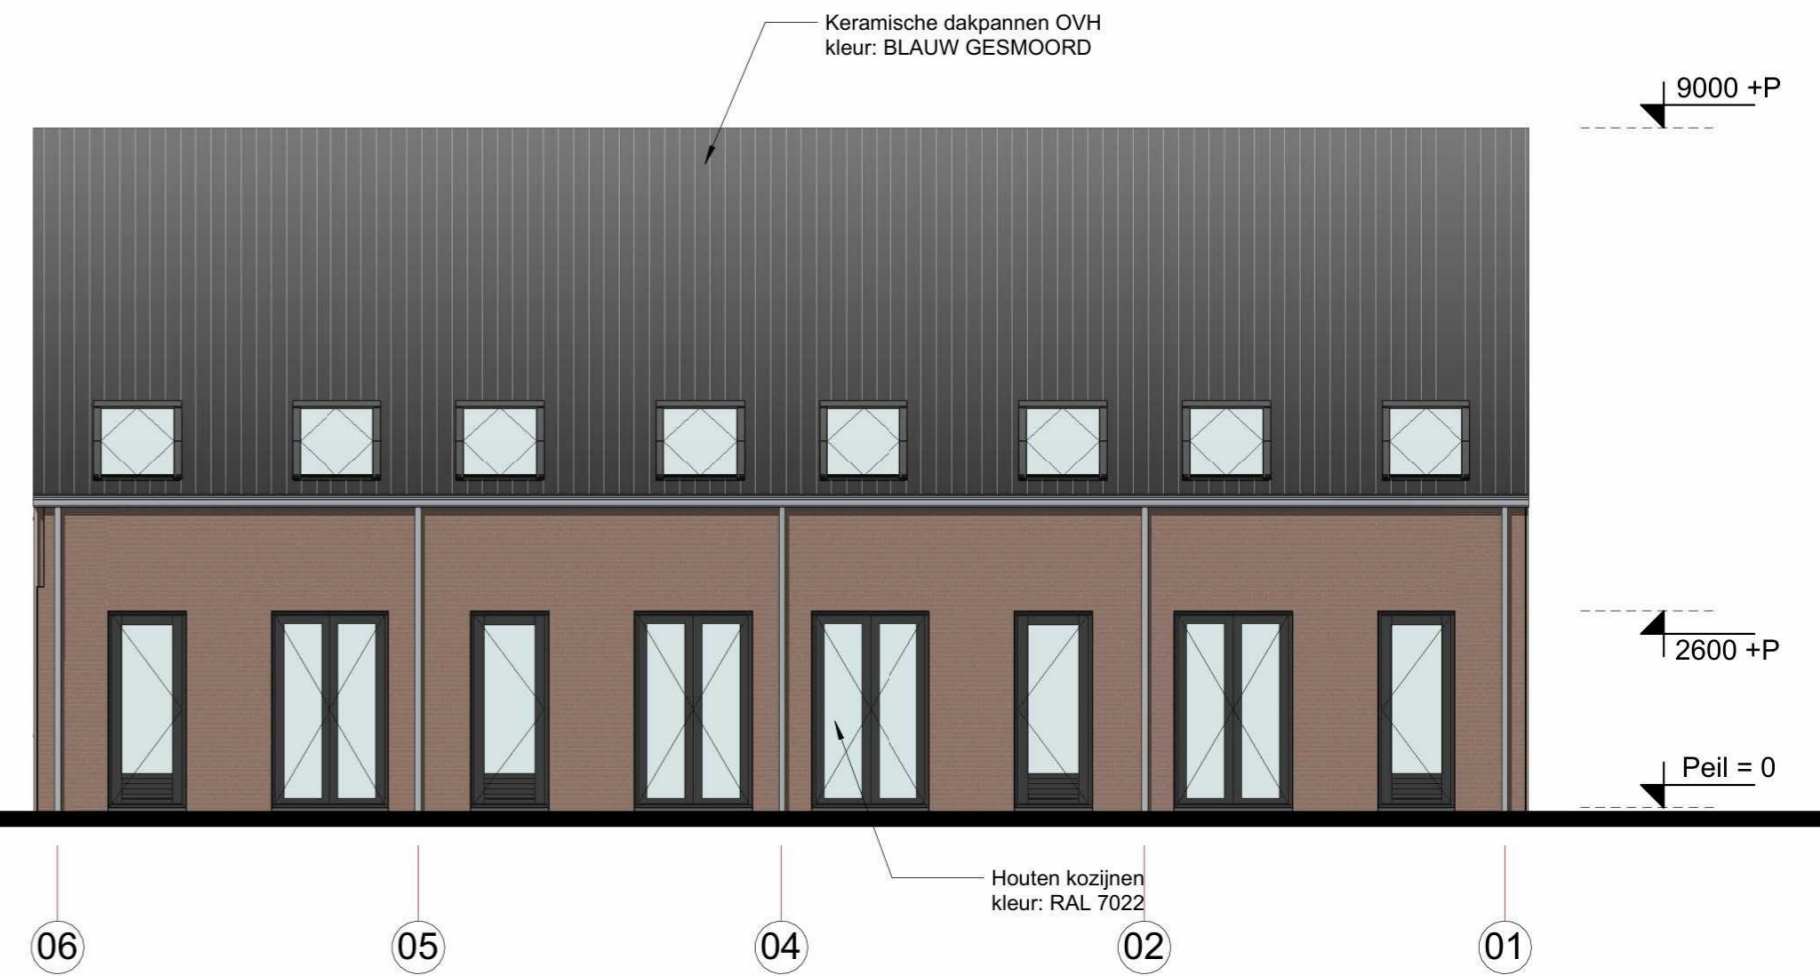 Keramische dakpannen OVH
kleur: BLAUW GESMOORD
9000 +P
2600 +P
Peil = 0
Houten kozijnen
kleur: RAL 7022
06 05 04 02 01